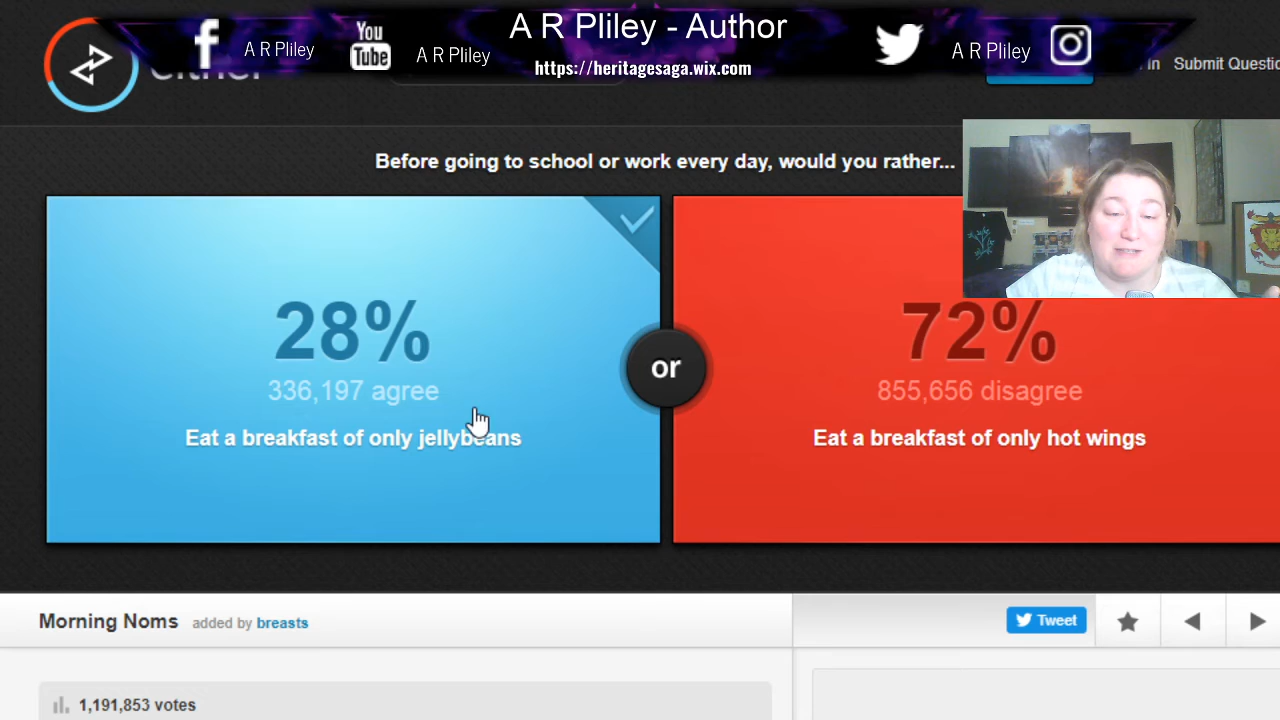 A R Pliley - Author
A R Pliley
You
Tube
A R Pliley
https://heritagesaga.wix.com
A R Pliley
in
Submit Questio
either
Before going to school or work every day, would you rather...
28%
336,197 agree
Eat a breakfast of only jellybeans
or
72%
855,656 disagree
Eat a breakfast of only hot wings
Morning Noms added by breasts
Tweet
1,191,853 votes